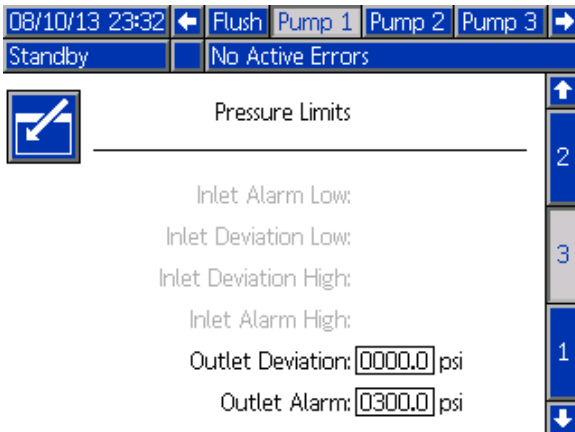 08/10/13 23:32 Flush Pump 1 Pump 2 Pump 3
Standby No Active Errors
Pressure Limits
2
Inlet Alarm Low:
Inlet Deviation Low:
3
Inlet Deviation High:
Inlet Alarm High:
Outlet Deviation: 0000.0 psi
1
Outlet Alarm: 0300.0 psi